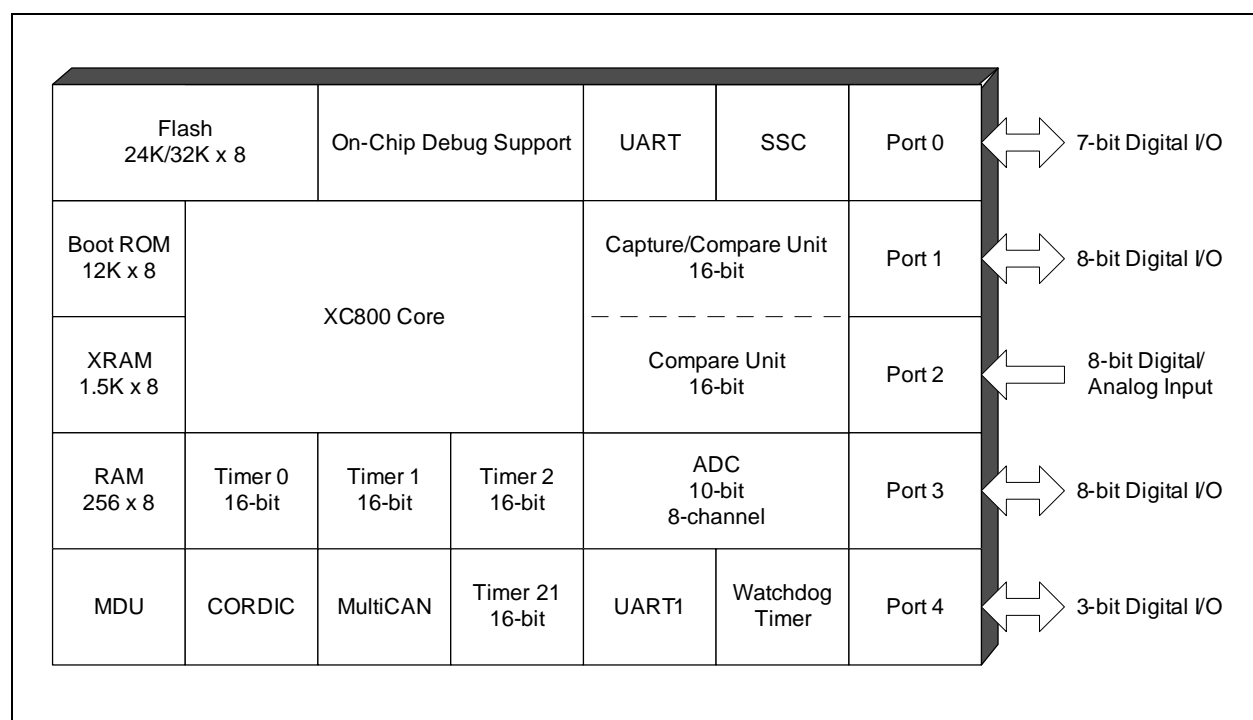 Flash
24K/32K x 8
On-Chip Debug Support
UART
SSC
Port 0
7-bit Digital I/O
Boot ROM
12K x 8
XC800 Core
Capture/Compare Unit
16-bit
Port 1
8-bit Digital I/O
XRAM
1.5K x 8
Compare Unit
16-bit
Port 2
8-bit Digital/
Analog Input
RAM
256 x 8
Timer 0
16-bit
Timer 1
16-bit
Timer 2
16-bit
ADC
10-bit
8-channel
Port 3
8-bit Digital I/O
MDU
CORDIC
MultiCAN
Timer 21
16-bit
UART1
Watchdog
Timer
Port 4
3-bit Digital I/O